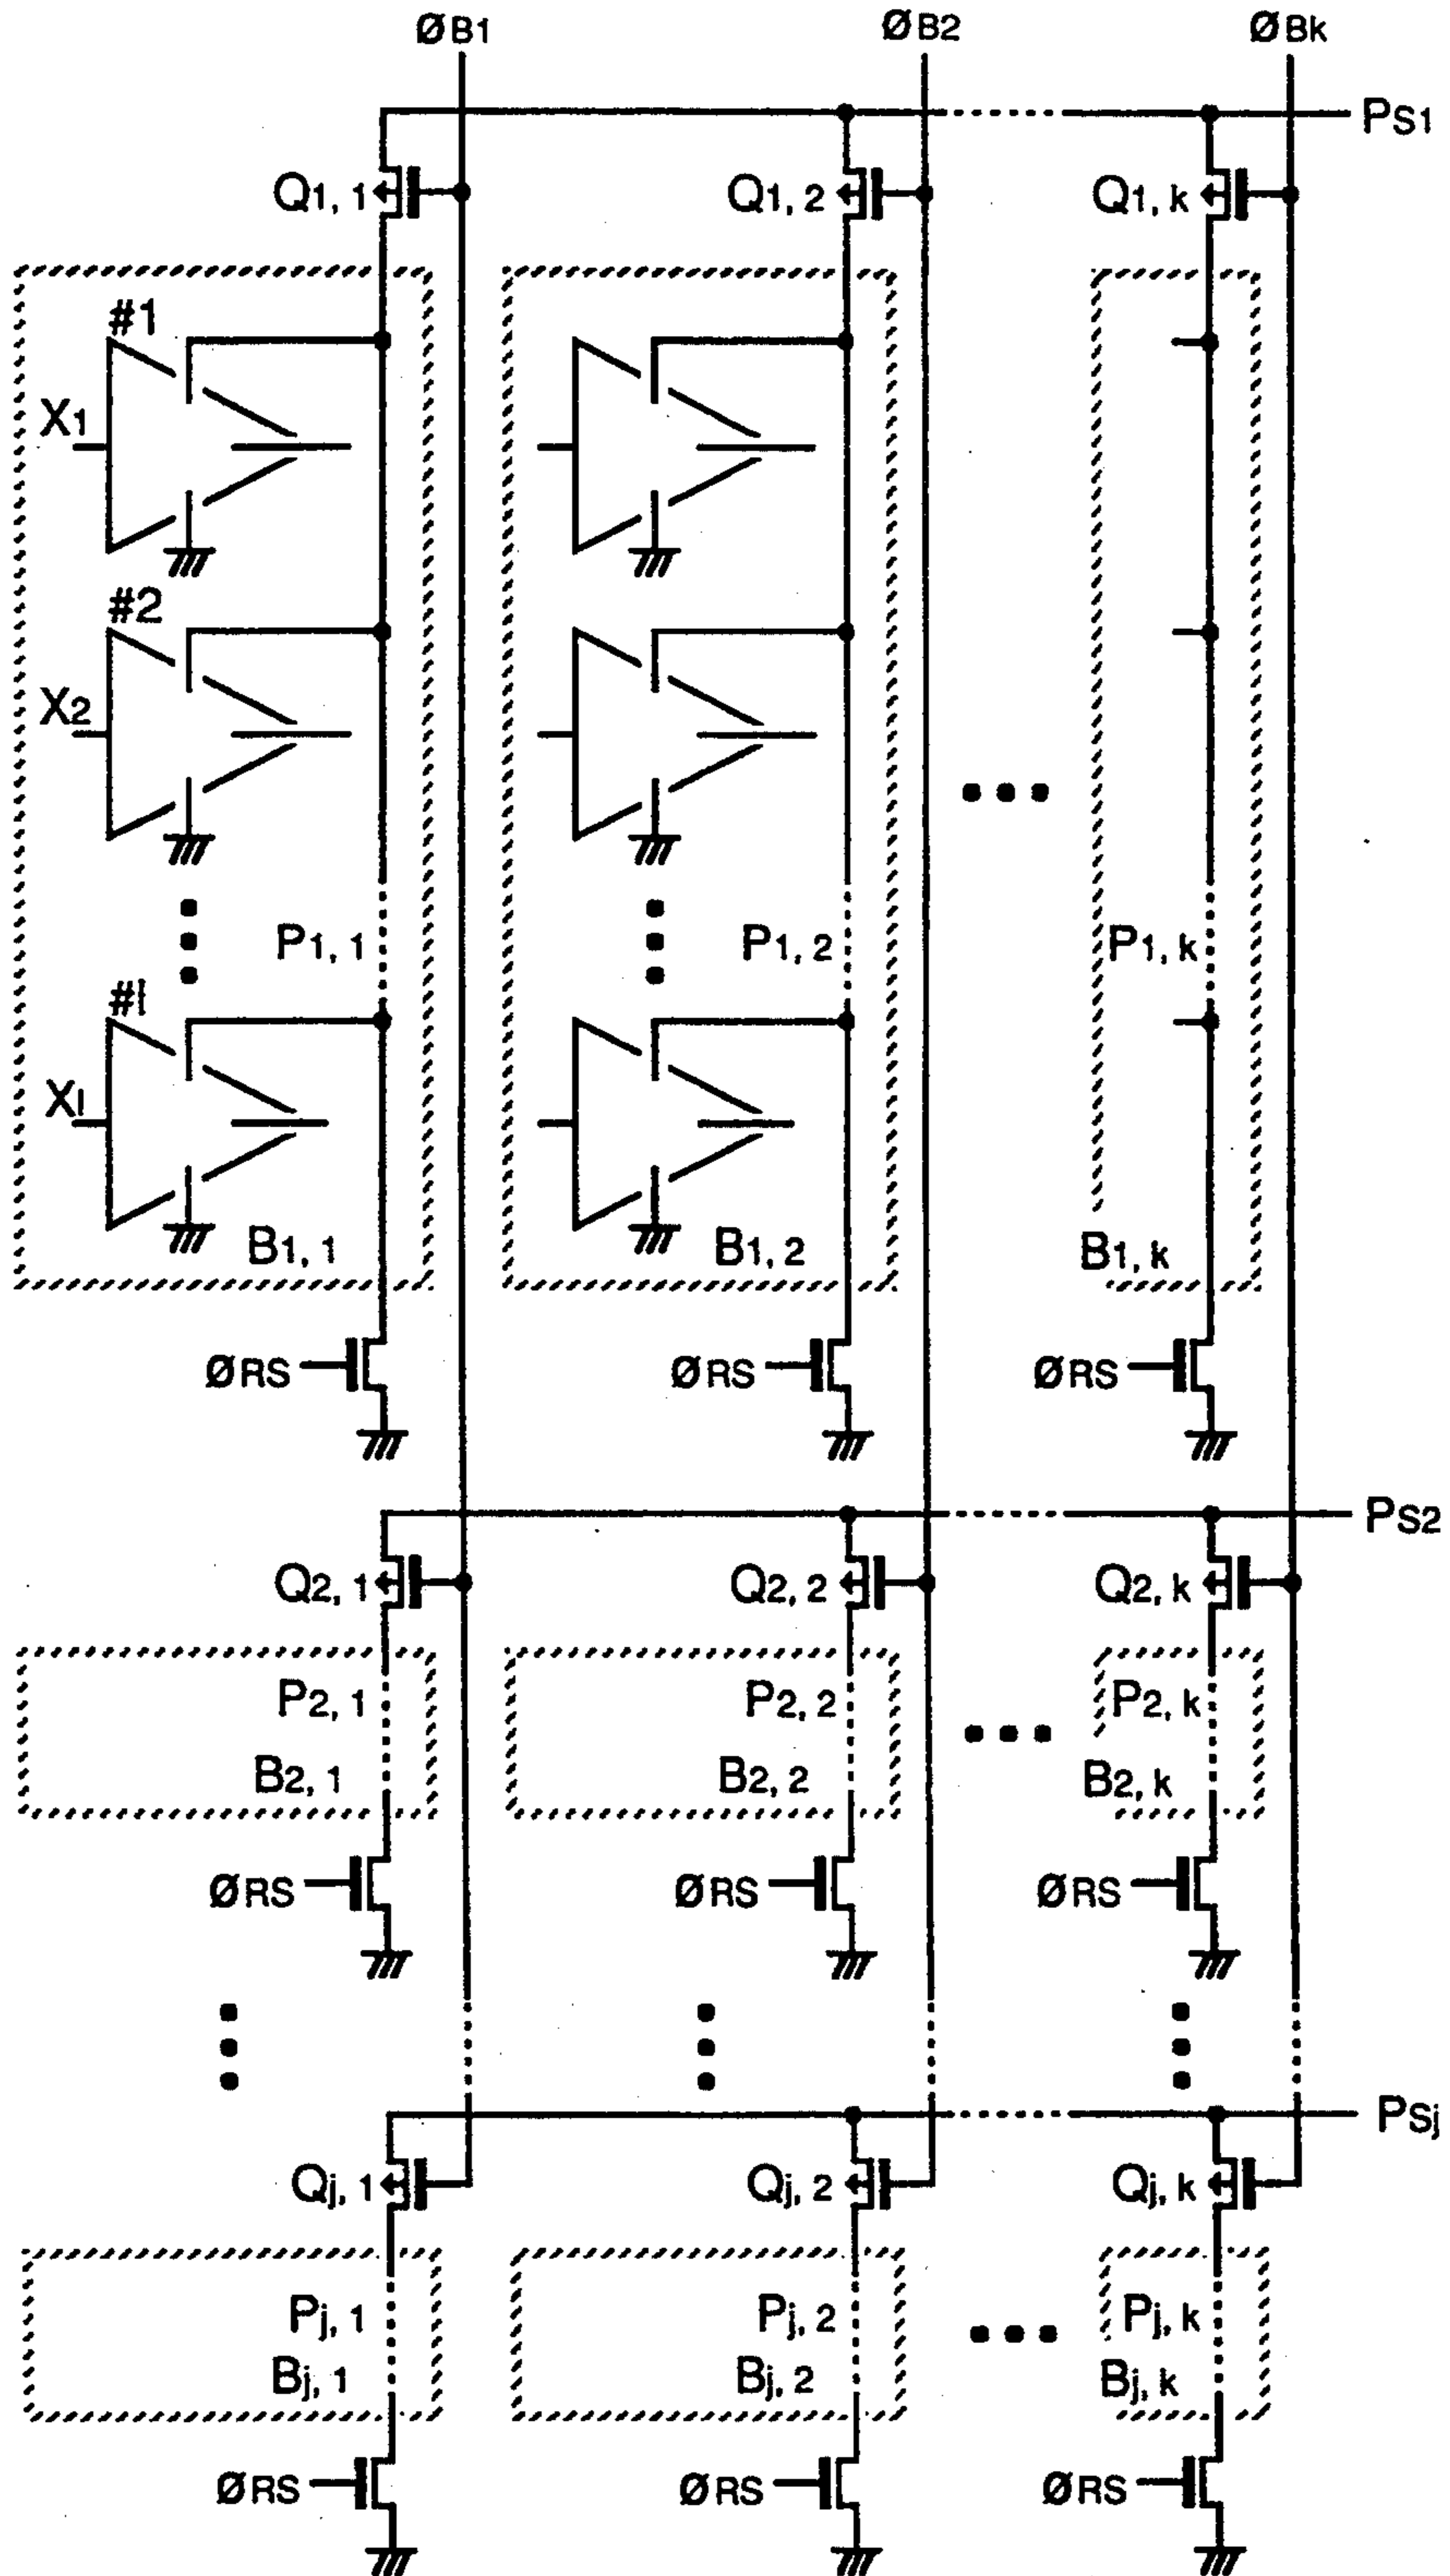 ØB1 ØB2 ØBk
PS1
Q1, 1 Q1, 2 Q1, k
#1
X1
#2
X2
P1, 1 P1, 2 P1, k
#l
Xl
B1, 1 B1, 2 B1, k
ØRS ØRS ØRS
PS2
Q2, 1 Q2, 2 Q2, k
P2, 1 P2, 2 P2, k
B2, 1 B2, 2 B2, k
ØRS ØRS ØRS
PSj
Qj, 1 Qj, 2 Qj, k
Pj, 1 Pj, 2 Pj, k
Bj, 1 Bj, 2 Bj, k
ØRS ØRS ØRS